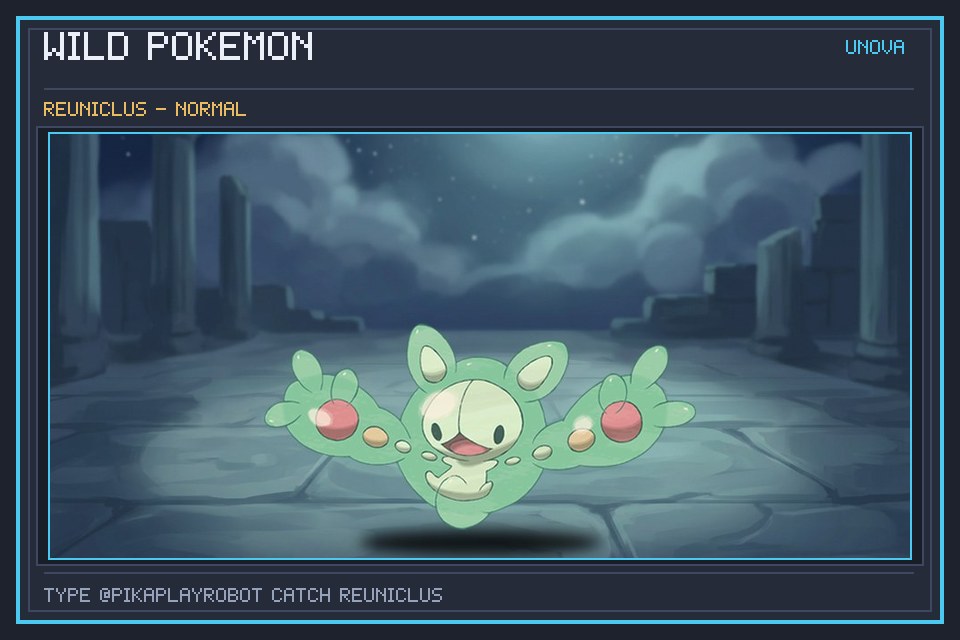 WILD POKEMON
UNOVA
REUNICLUS - NORMAL
TYPE @PIKAPLAYROBOT CATCH REUNICLUS